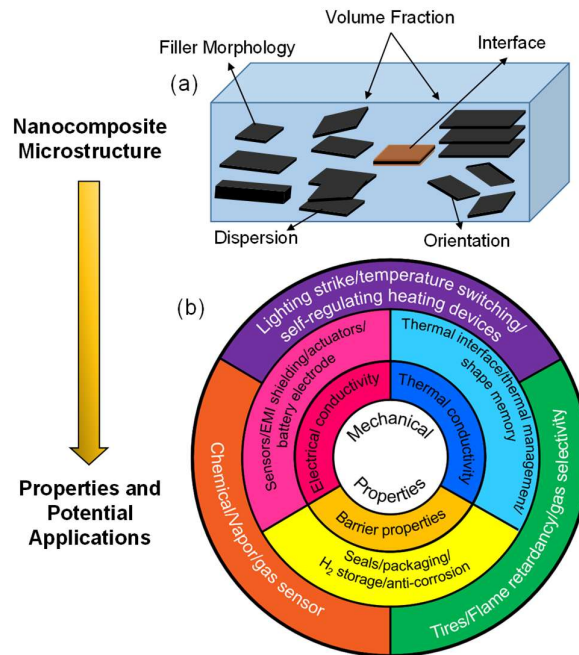 Volume Fraction
Filler Morphology
Interface
(a)
Nanocomposite
Microstructure
Dispersion
Orientation
(b)
Lighting strike/temperature switching/
self-regulating heating devices
Sensors/EMI shielding/actuators/
battery electrode
Thermal interface/thermal management/
shape memory
Electrical conductivity
Thermal conductivity
Mechanical
Properties
Barrier properties
Seals/packaging/
H₂ storage/anti-corrosion
Chemical/Vapor/gas sensor
Tires/Flame retardancy/gas selectivity
Properties and
Potential
Applications